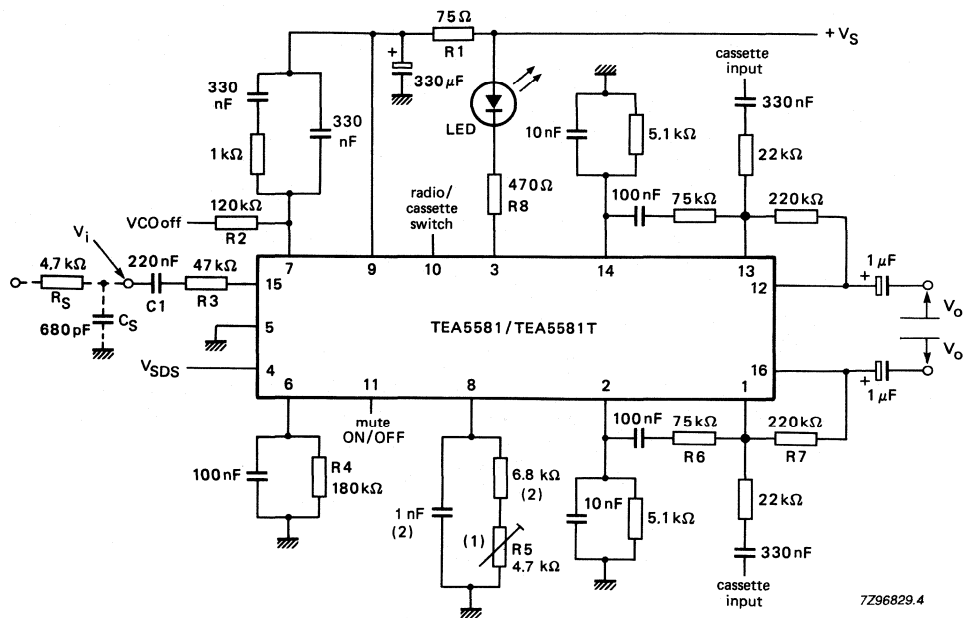 75Ω
R1
+VS
+
330μF
cassette
input
330
nF
330
nF
1kΩ
LED
10nF
5.1kΩ
330nF
22kΩ
470Ω
R8
radio/
cassette
switch
100nF
75kΩ
220kΩ
120kΩ
VCOoff
R2
Vi
4.7kΩ
RS
220nF
C1
47kΩ
R3
680pF
CS
7
9
10
3
14
13
15
12
1μF
+
5
TEA5581/TEA5581T
Vo
Vo
VSDS
4
16
+
1μF
6
11
8
2
1
mute
ON/OFF
100nF
75kΩ
R6
220kΩ
R7
100nF
R4
180kΩ
1nF
(2)
6.8kΩ
(2)
(1)
R5
4.7kΩ
10nF
5.1kΩ
22kΩ
330nF
cassette
input
7Z96829.4